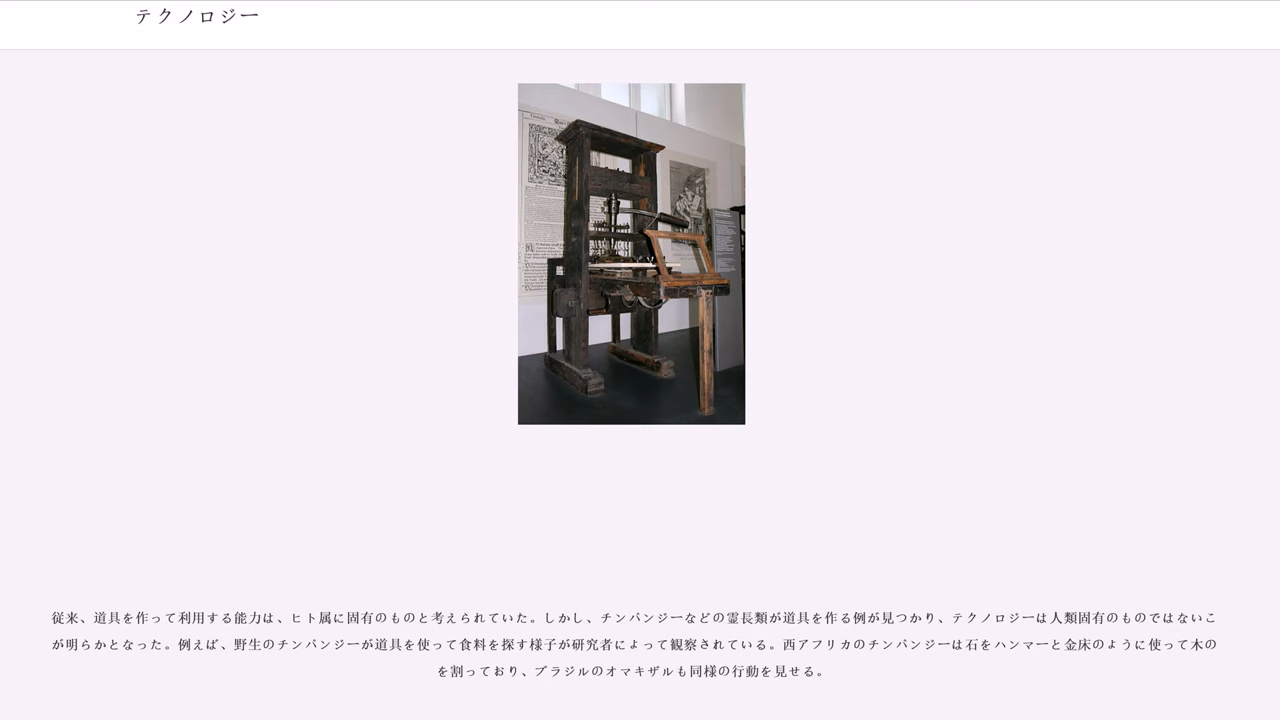 テクノロジー
従来、道具を作って利用する能力は、ヒト属に固有のものと考えられていた。しかし、チンパンジーなどの霊長類が道具を作る例が見つかり、テクノロジーは人類固有のものではないこ
が明らかとなった。例えば、野生のチンパンジーが道具を使って食料を探す様子が研究者によって観察されている。西アフリカのチンパンジーは石をハンマーと金床のように使って木の
を割っており、ブラジルのオマキザルも同様の行動を見せる。